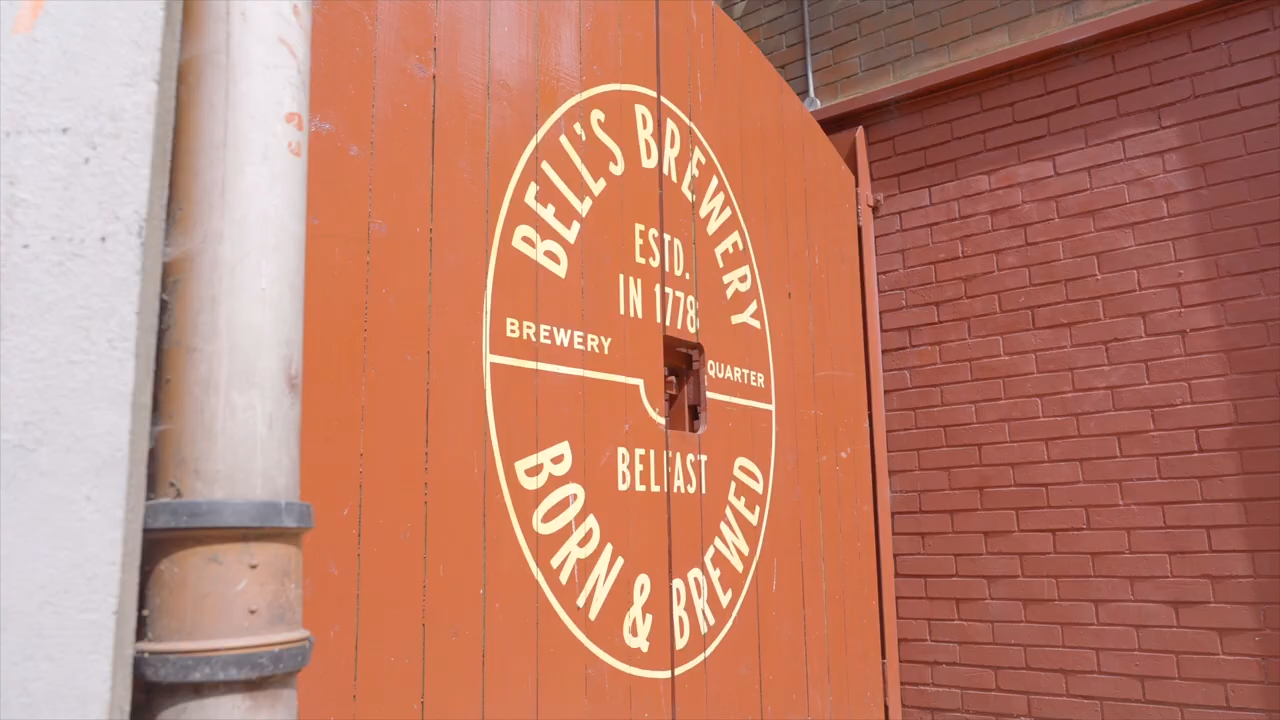 BELL'S BREWERY
ESTD.
IN 1778
BREWERY QUARTER
BELFAST
BORN & BREWED